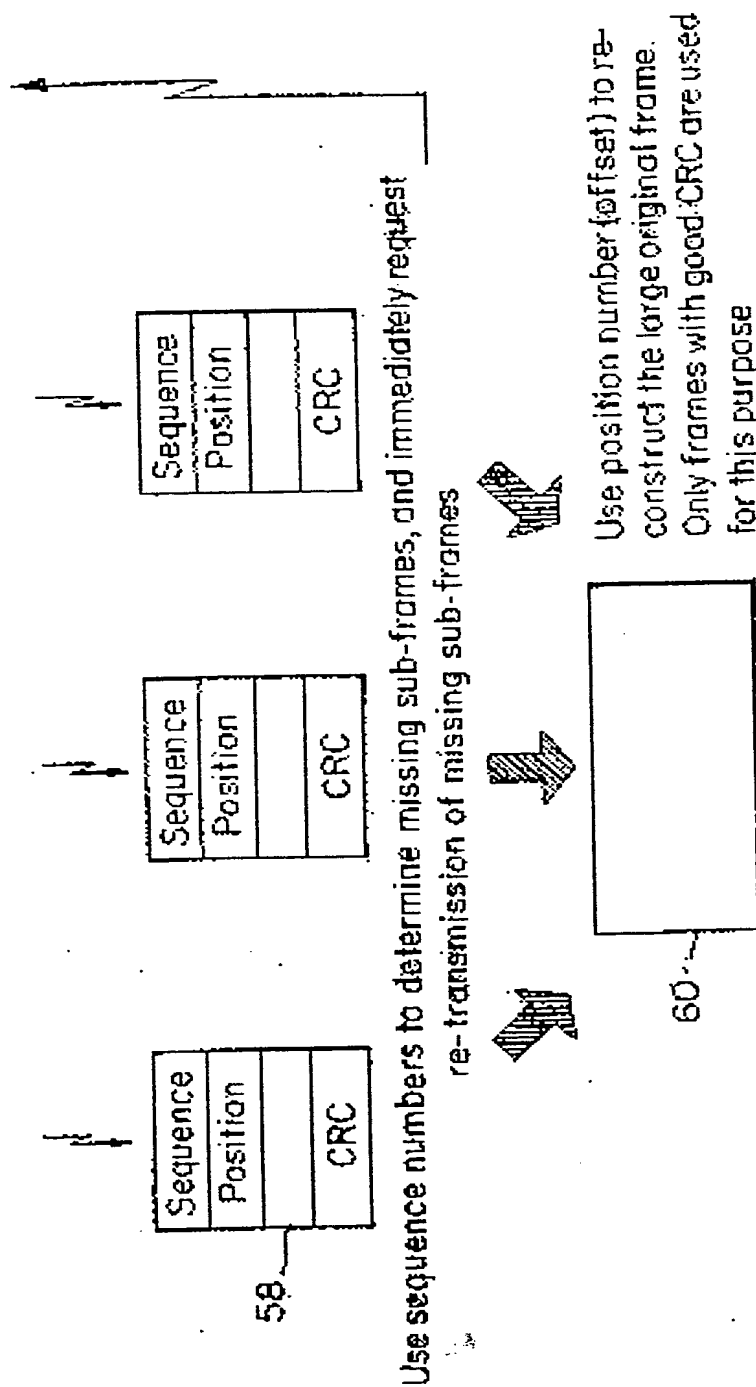 Sequence
Position
CRC
58
Sequence
Position
CRC
Sequence
Position
CRC
Use sequence numbers to determine missing sub-frames, and immediately request
re-transmission of missing sub-frames
60
Use position number (offset) to re-
construct the large original frame.
Only frames with good CRC are used
for this purpose